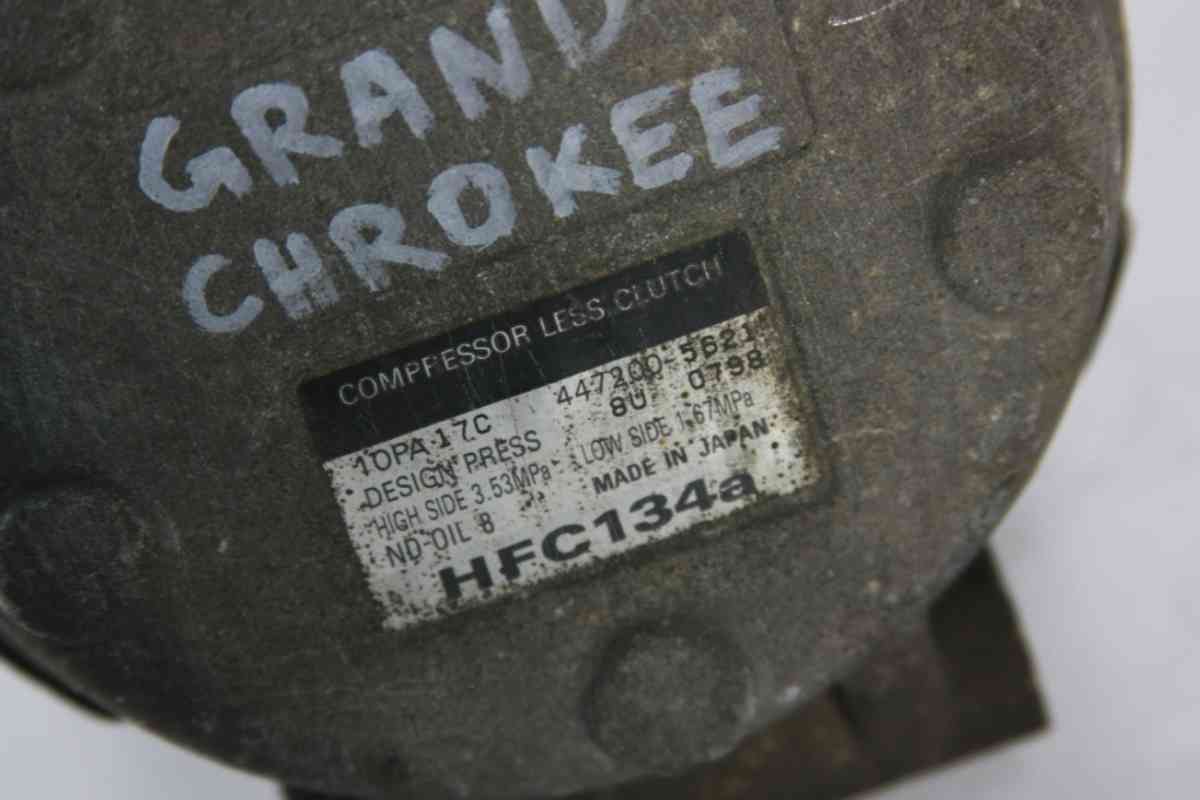 GRAND
CHROKEE
COMPRESSOR LESS CLUTCH
10PA17C 447200-5621
8U 0798
DESIGN PRESS
HIGH SIDE 3.53MPa LOW SIDE 1.67MPa
ND-OIL 8 MADE IN JAPAN
HFC134a